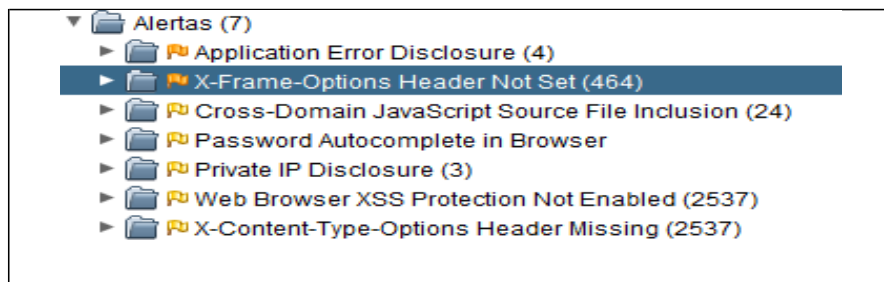 Alertas (7)
Application Error Disclosure (4)
X-Frame-Options Header Not Set (464)
Cross-Domain JavaScript Source File Inclusion (24)
Password Autocomplete in Browser
Private IP Disclosure (3)
Web Browser XSS Protection Not Enabled (2537)
X-Content-Type-Options Header Missing (2537)